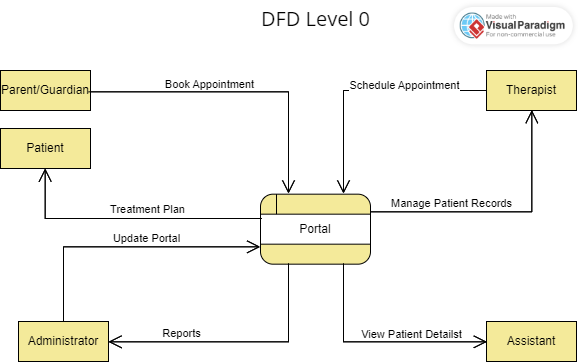 DFD Level 0
Made with
Visual Paradigm
For non-commercial use
Parent/Guardian
Book Appointment
Schedule Appointment
Therapist
Patient
Treatment Plan
Manage Patient Records
Portal
Update Portal
Administrator
Reports
View Patient Detailst
Assistant